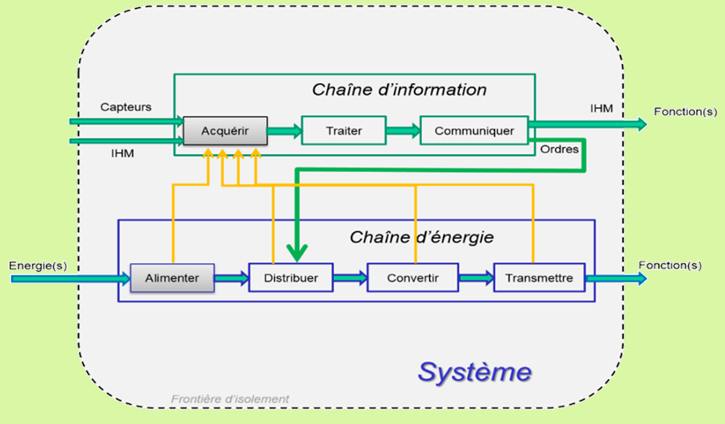 Chaîne d'information
Capteurs
IHM
Fonction(s)
Acquérir
Traiter
Communiquer
IHM
Ordres
Chaîne d'énergie
Energie(s)
Fonction(s)
Alimenter
Distribuer
Convertir
Transmettre
Système
Frontière d'isolement